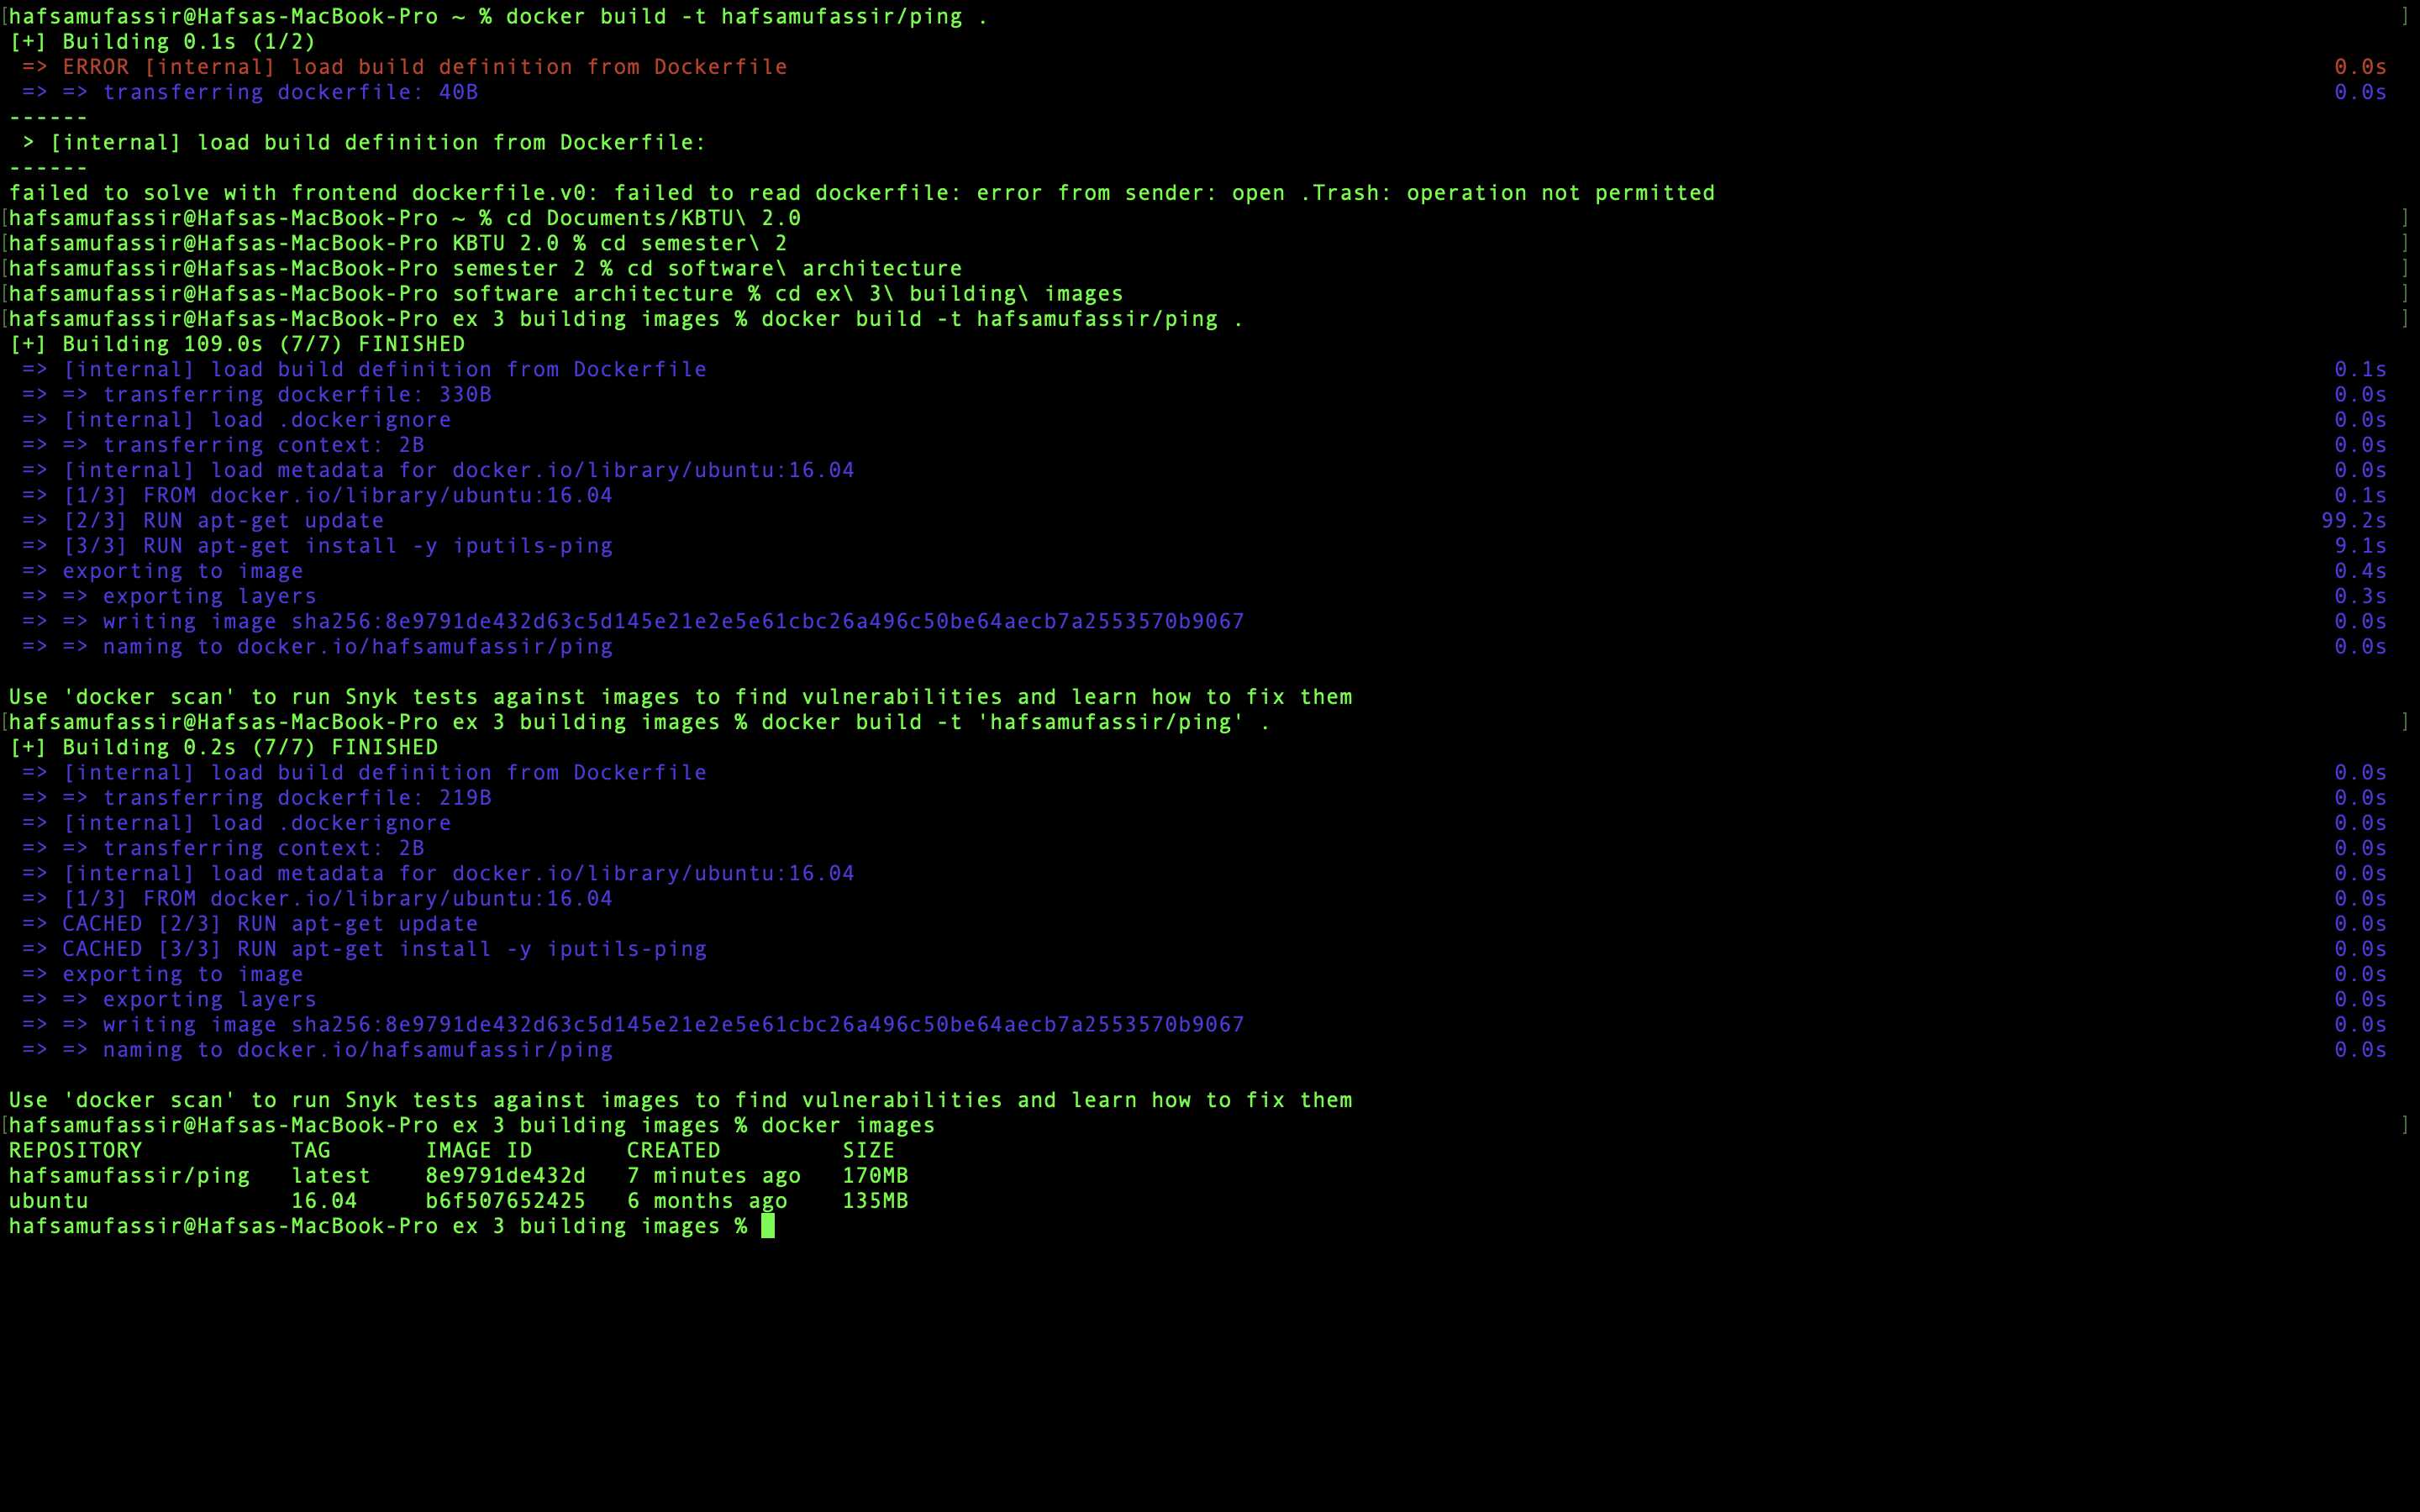 [hafsamufassir@Hafsas-MacBook-Pro ~ % docker build -t hafsamufassir/ping . ]
[+] Building 0.1s (1/2)
 => ERROR [internal] load build definition from Dockerfile 0.0s
 => => transferring dockerfile: 40B 0.0s
------
 > [internal] load build definition from Dockerfile:
------
failed to solve with frontend dockerfile.v0: failed to read dockerfile: error from sender: open .Trash: operation not permitted
[hafsamufassir@Hafsas-MacBook-Pro ~ % cd Documents/KBTU\ 2.0 ]
[hafsamufassir@Hafsas-MacBook-Pro KBTU 2.0 % cd semester\ 2 ]
[hafsamufassir@Hafsas-MacBook-Pro semester 2 % cd software\ architecture ]
[hafsamufassir@Hafsas-MacBook-Pro software architecture % cd ex\ 3\ building\ images ]
[hafsamufassir@Hafsas-MacBook-Pro ex 3 building images % docker build -t hafsamufassir/ping . ]
[+] Building 109.0s (7/7) FINISHED
 => [internal] load build definition from Dockerfile 0.1s
 => => transferring dockerfile: 330B 0.0s
 => [internal] load .dockerignore 0.0s
 => => transferring context: 2B 0.0s
 => [internal] load metadata for docker.io/library/ubuntu:16.04 0.0s
 => [1/3] FROM docker.io/library/ubuntu:16.04 0.1s
 => [2/3] RUN apt-get update 99.2s
 => [3/3] RUN apt-get install -y iputils-ping 9.1s
 => exporting to image 0.4s
 => => exporting layers 0.3s
 => => writing image sha256:8e9791de432d63c5d145e21e2e5e61cbc26a496c50be64aecb7a2553570b9067 0.0s
 => => naming to docker.io/hafsamufassir/ping 0.0s

Use 'docker scan' to run Snyk tests against images to find vulnerabilities and learn how to fix them
[hafsamufassir@Hafsas-MacBook-Pro ex 3 building images % docker build -t 'hafsamufassir/ping' . ]
[+] Building 0.2s (7/7) FINISHED
 => [internal] load build definition from Dockerfile 0.0s
 => => transferring dockerfile: 219B 0.0s
 => [internal] load .dockerignore 0.0s
 => => transferring context: 2B 0.0s
 => [internal] load metadata for docker.io/library/ubuntu:16.04 0.0s
 => [1/3] FROM docker.io/library/ubuntu:16.04 0.0s
 => CACHED [2/3] RUN apt-get update 0.0s
 => CACHED [3/3] RUN apt-get install -y iputils-ping 0.0s
 => exporting to image 0.0s
 => => exporting layers 0.0s
 => => writing image sha256:8e9791de432d63c5d145e21e2e5e61cbc26a496c50be64aecb7a2553570b9067 0.0s
 => => naming to docker.io/hafsamufassir/ping 0.0s

Use 'docker scan' to run Snyk tests against images to find vulnerabilities and learn how to fix them
[hafsamufassir@Hafsas-MacBook-Pro ex 3 building images % docker images ]
REPOSITORY TAG IMAGE ID CREATED SIZE
hafsamufassir/ping latest 8e9791de432d 7 minutes ago 170MB
ubuntu 16.04 b6f507652425 6 months ago 135MB
hafsamufassir@Hafsas-MacBook-Pro ex 3 building images %